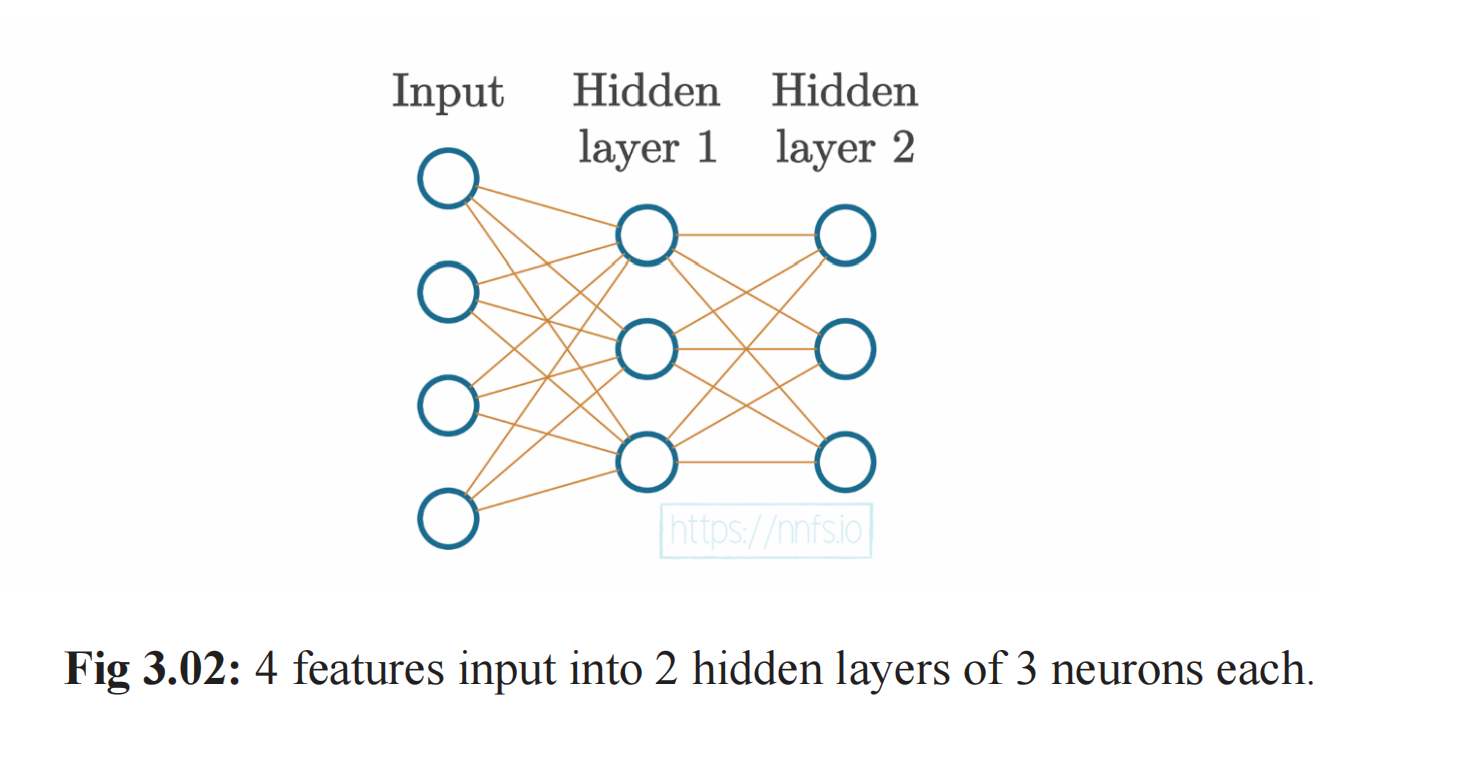 Input
Hidden
layer 1
Hidden
layer 2
https://nnfs.io
Fig 3.02: 4 features input into 2 hidden layers of 3 neurons each.